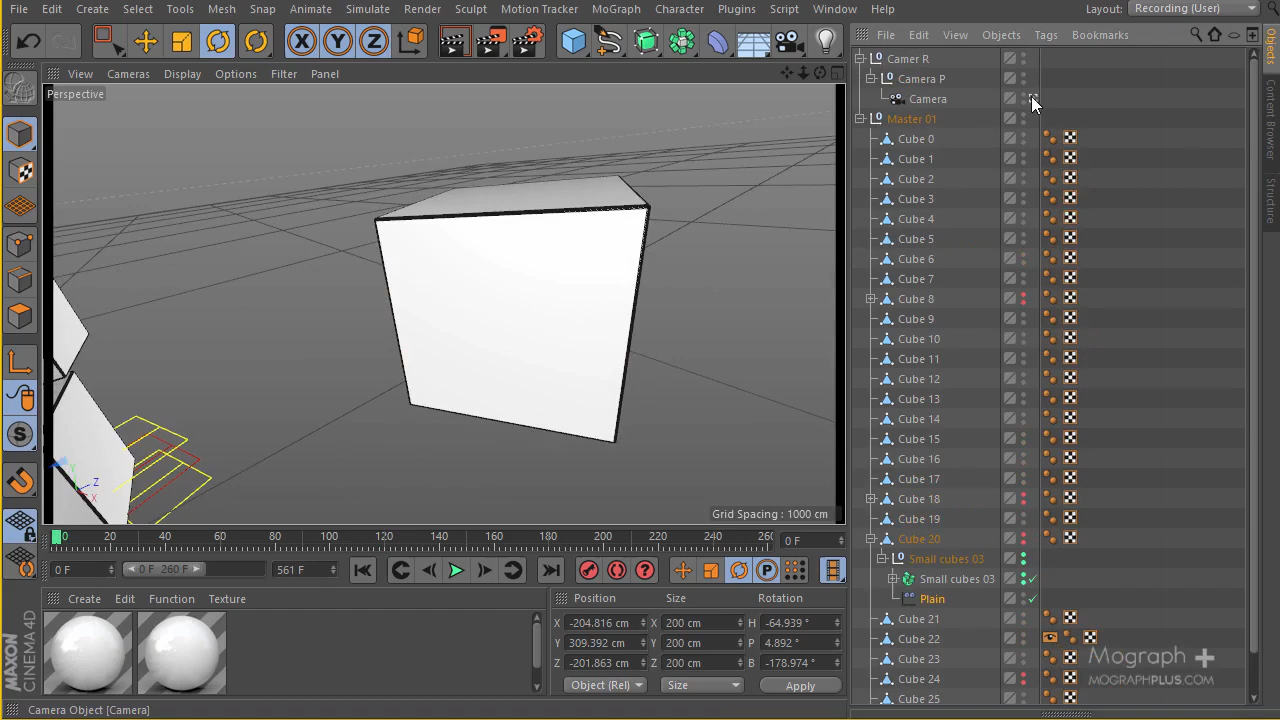 File Edit Create Select Tools Mesh Snap Animate Simulate Render Sculpt Motion Tracker MoGraph Character Plugins Script Window Layout: Recording (User)
File Edit View Objects Tags Bookmarks
View Cameras Display Options Filter Panel
Perspective
Grid Spacing : 1000 cm
Y
Z
X
Camer R
Camera P
Camera
Master 01
Cube 0
Cube 1
Cube 2
Cube 3
Cube 4
Cube 5
Cube 6
Cube 7
Cube 8
Cube 9
Cube 10
Cube 11
Cube 12
Cube 13
Cube 14
Cube 15
Cube 16
Cube 17
Cube 18
Cube 19
Cube 20
Small cubes 03
Small cubes 03
Plain
Cube 21
Cube 22
Cube 23
Cube 24
Cube 25
Objects
Content Browser
Structure
0 20 40 60 80 100 120 140 160 180 200 220 240 260 0 F
0 F 0 F 260 F 561 F
Create Edit Function Texture
Position Size Rotation
X -204.816 cm X 200 cm H -64.939 °
Y 309.392 cm Y 200 cm P 4.892 °
Z -201.863 cm Z 200 cm B -178.974 °
Object (Rel) Size Apply
MAXON
CINEMA 4D
Camera Object [Camera]
Mograph +
MOGRAPHPLUS.COM